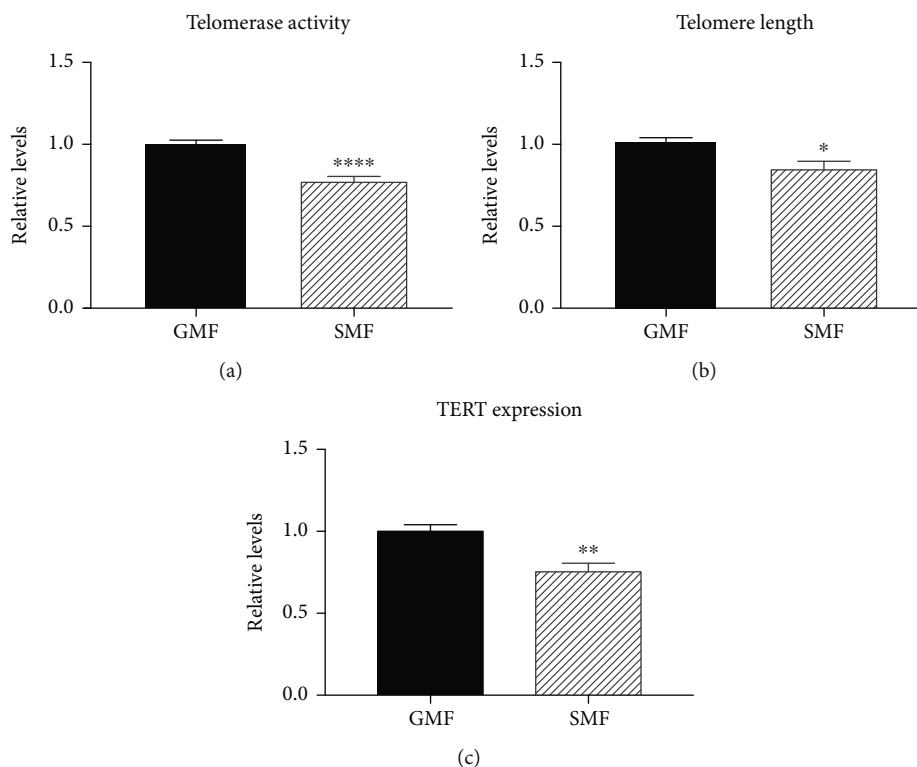 Telomerase activity
1.5
1.0
0.5
0.0
Relative levels
****
GMF SMF
(a)
Telomere length
1.5
1.0
0.5
0.0
Relative levels
*
GMF SMF
(b)
TERT expression
1.5
1.0
0.5
0.0
Relative levels
**
GMF SMF
(c)